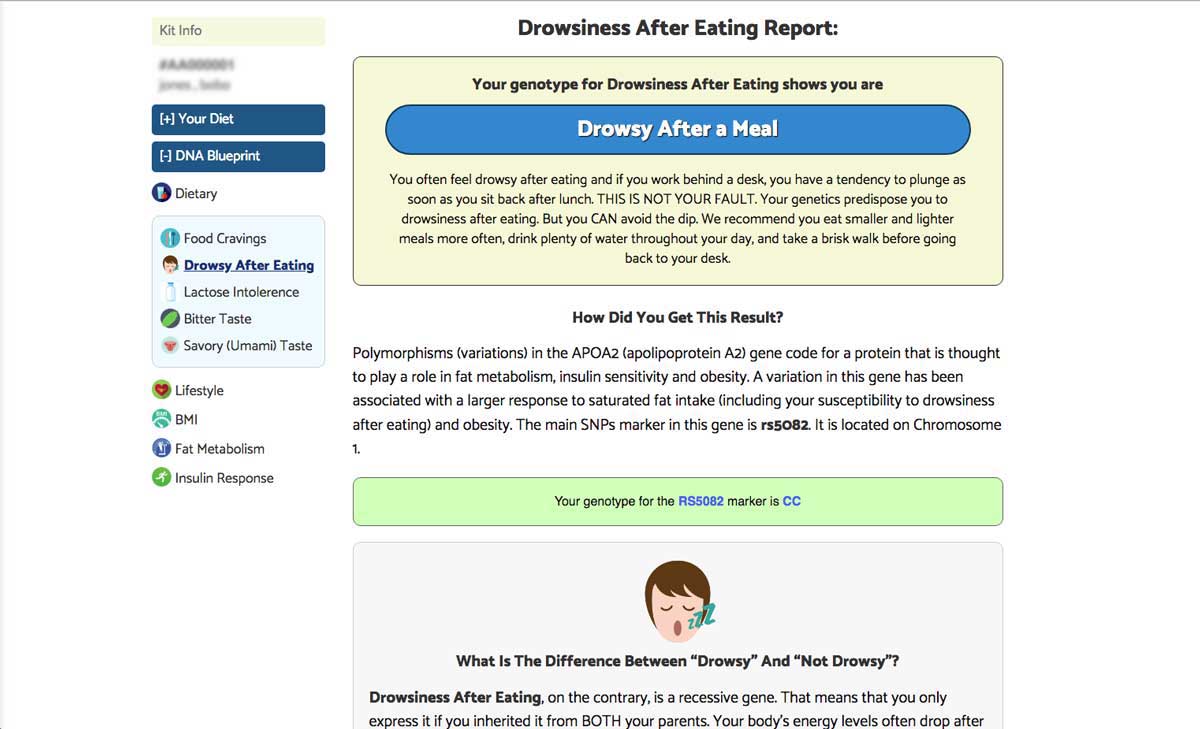 Kit Info
[+] Your Diet
[-] DNA Blueprint
Dietary
Food Cravings
Drowsy After Eating
Lactose Intolerence
Bitter Taste
Savory (Umami) Taste
Lifestyle
BMI
Fat Metabolism
Insulin Response
Drowsiness After Eating Report:
Your genotype for Drowsiness After Eating shows you are
Drowsy After a Meal
You often feel drowsy after eating and if you work behind a desk, you have a tendency to plunge as
soon as you sit back after lunch. THIS IS NOT YOUR FAULT. Your genetics predispose you to
drowsiness after eating. But you CAN avoid the dip. We recommend you eat smaller and lighter
meals more often, drink plenty of water throughout your day, and take a brisk walk before going
back to your desk.
How Did You Get This Result?
Polymorphisms (variations) in the APOA2 (apolipoprotein A2) gene code for a protein that is thought
to play a role in fat metabolism, insulin sensitivity and obesity. A variation in this gene has been
associated with a larger response to saturated fat intake (including your susceptibility to drowsiness
after eating) and obesity. The main SNPs marker in this gene is rs5082. It is located on Chromosome
1.
Your genotype for the RS5082 marker is CC
zzZ
What Is The Difference Between “Drowsy” And “Not Drowsy”?
Drowsiness After Eating, on the contrary, is a recessive gene. That means that you only
express it if you inherited it from BOTH your parents. Your body's energy levels often drop after